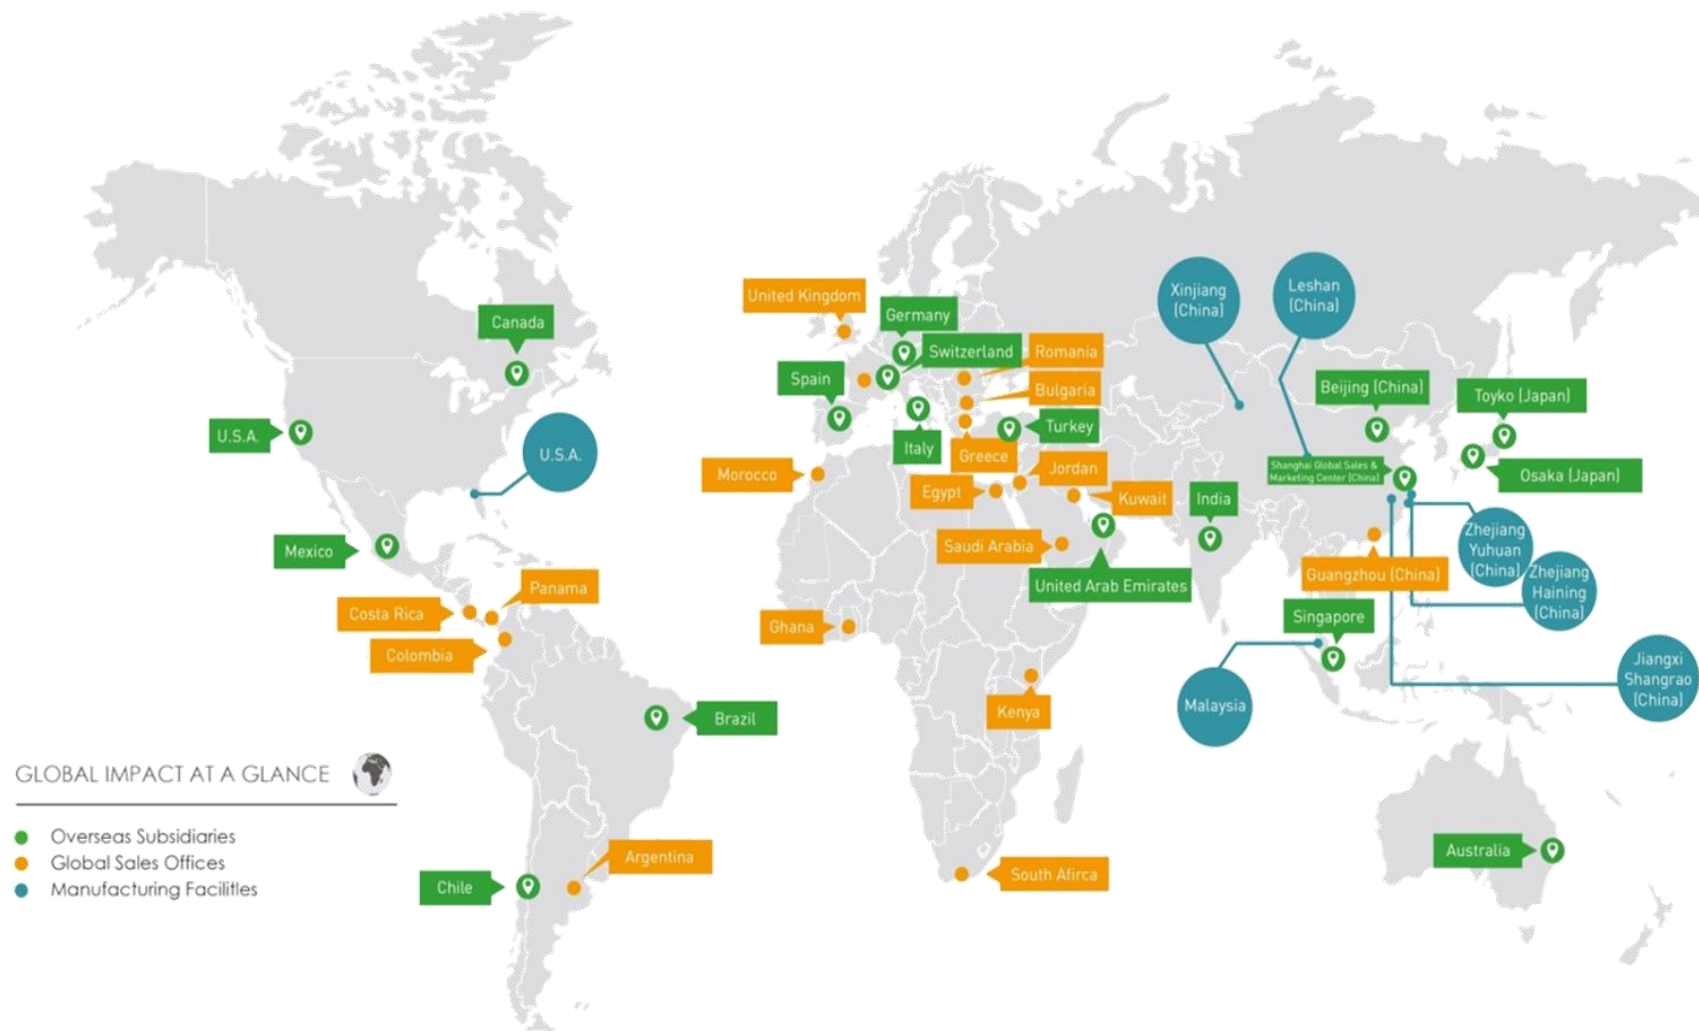 Canada
U.S.A.
U.S.A.
Mexico
Panama
Costa Rica
Colombia
Brazil
Argentina
Chile
United Kingdom
Germany
Switzerland
Romania
Spain
Bulgaria
Turkey
Italy
Greece
Morocco
Jordan
Egypt
Kuwait
India
Saudi Arabia
United Arab Emirates
Ghana
Kenya
South Afirca
Xinjiang
(China)
Leshan
(China)
Beijing (China)
Toyko (Japan)
Shanghai Global Sales &
Marketing Center (China)
Osaka (Japan)
Zhejiang
Yuhuan
(China)
Guangzhou (China)
Zhejiang
Haining
(China)
Singapore
Malaysia
Jiangxi
Shangrao
(China)
Australia
GLOBAL IMPACT AT A GLANCE
Overseas Subsidiaries
Global Sales Offices
Manufacturing Facilitles